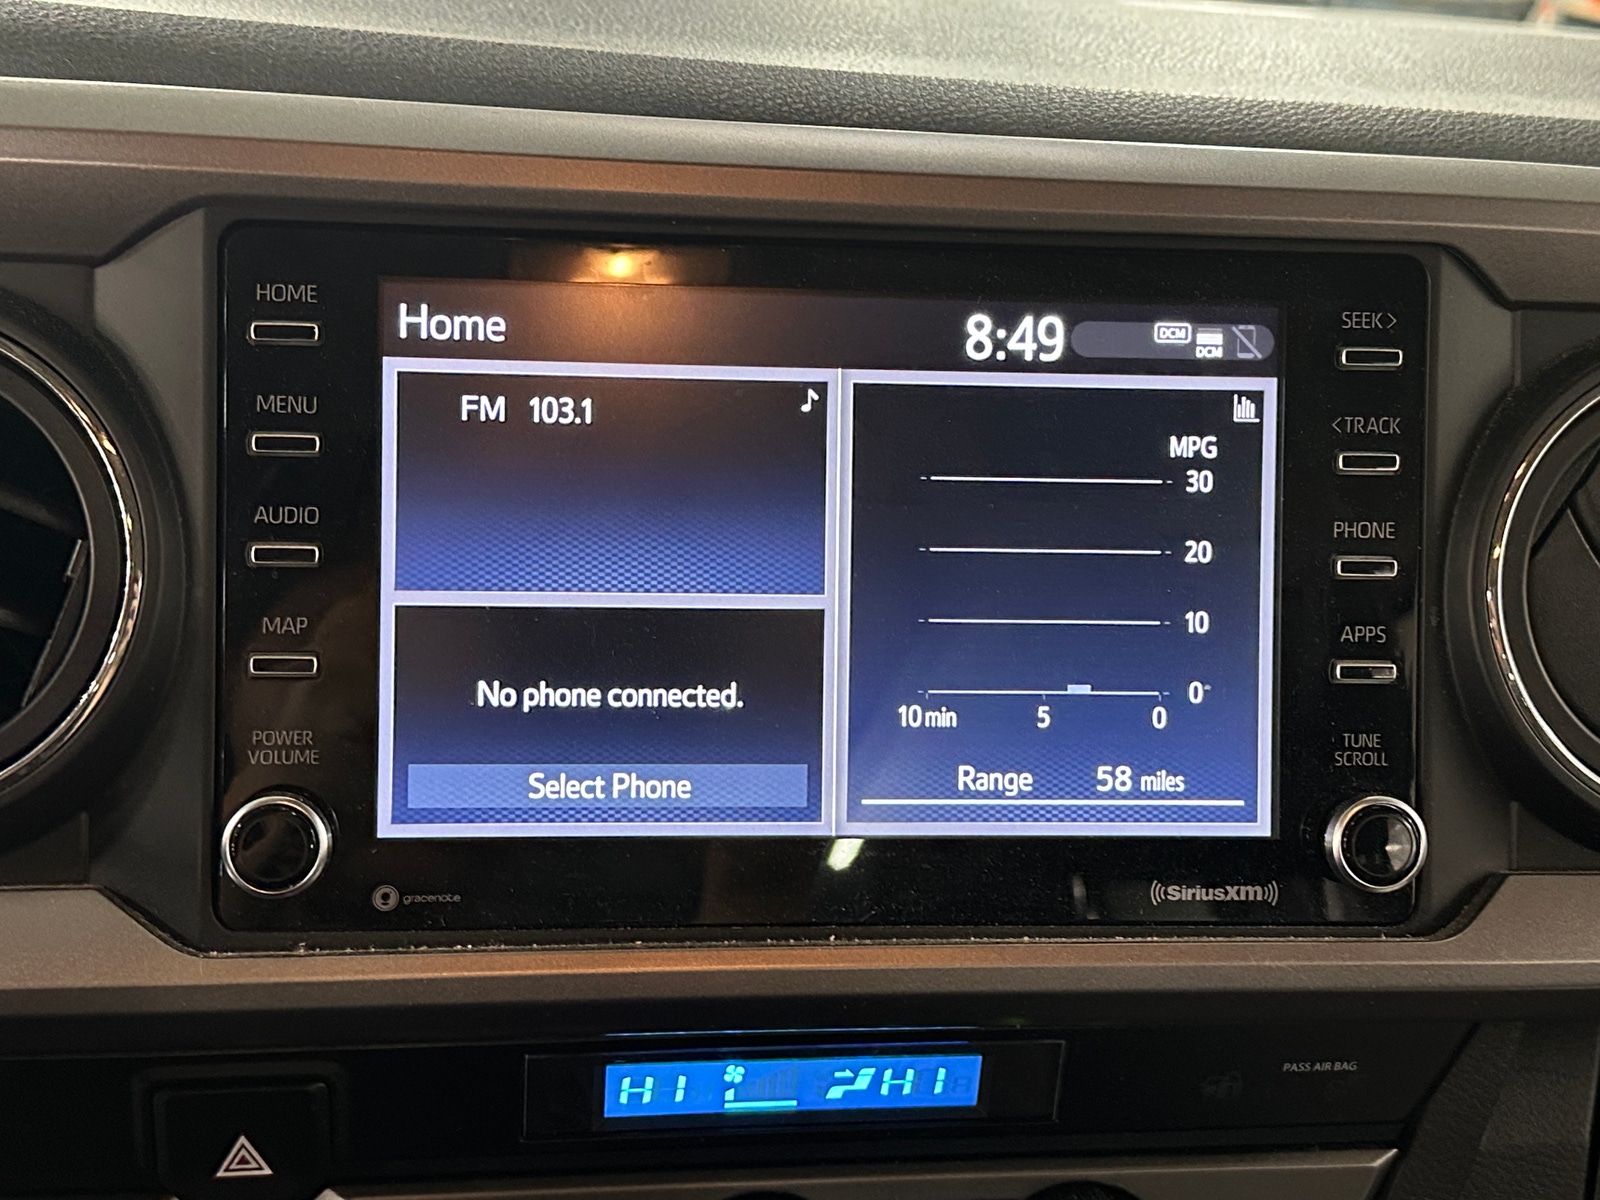 HOME
MENU
AUDIO
MAP
POWER
VOLUME
Home
8:49
DCM
DCM
FM 103.1
No phone connected.
Select Phone
MPG
30
20
10
0
10 min 5 0
Range 58 miles
SEEK>
<TRACK
PHONE
APPS
TUNE
SCROLL
gracenote
SiriusXM
HI HI
PASS AIR BAG